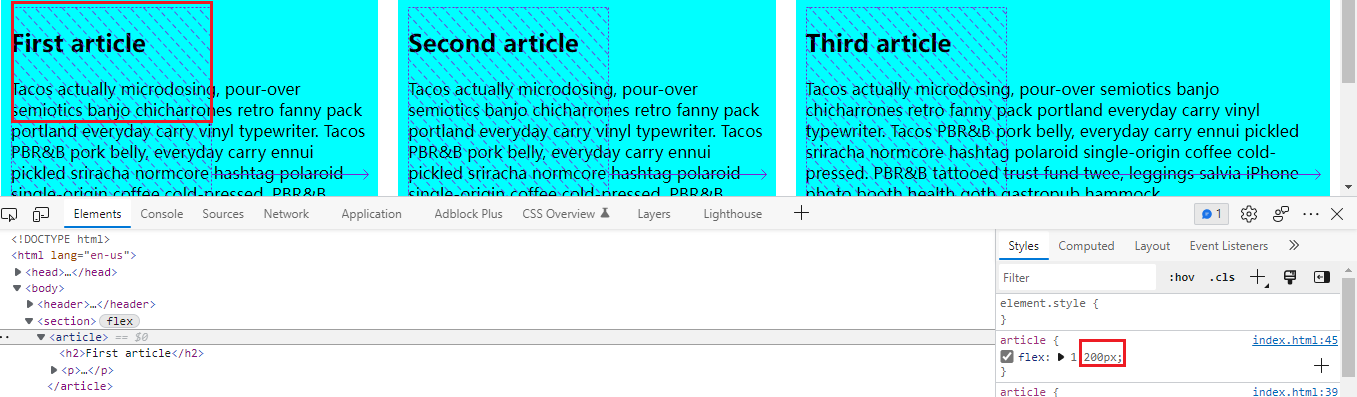 First article
Tacos actually microdosing, pour-over
semiotics banjo chicharrones retro fanny pack
portland everyday carry vinyl typewriter. Tacos
PBR&B pork belly, everyday carry ennui
pickled sriracha normcore hashtag polaroid
single-origin coffee cold-pressed. PBR&B
Second article
Tacos actually microdosing, pour-over
semiotics banjo chicharrones retro fanny pack
portland everyday carry vinyl typewriter. Tacos
PBR&B pork belly, everyday carry ennui
pickled sriracha normcore hashtag polaroid
single-origin coffee cold-pressed. PBR&B
Third article
Tacos actually microdosing, pour-over semiotics banjo
chicharrones retro fanny pack portland everyday carry vinyl
typewriter. Tacos PBR&B pork belly, everyday carry ennui pickled
sriracha normcore hashtag polaroid single-origin coffee cold-
pressed. PBR&B tattooed trust fund twee, leggings salvia iPhone
photo booth health goth gastropub hammock.
Elements Console Sources Network Application Adblock Plus CSS Overview Layers Lighthouse 1
<!DOCTYPE html>
<html lang="en-us">
<head>…</head>
<body>
<header>…</header>
<section> flex
<article> == $0
<h2>First article</h2>
<p>…</p>
</article>
Styles Computed Layout Event Listeners
Filter :hov .cls
element.style {
}
article { index.html:45
flex: 1 200px;
}
article { index.html:39